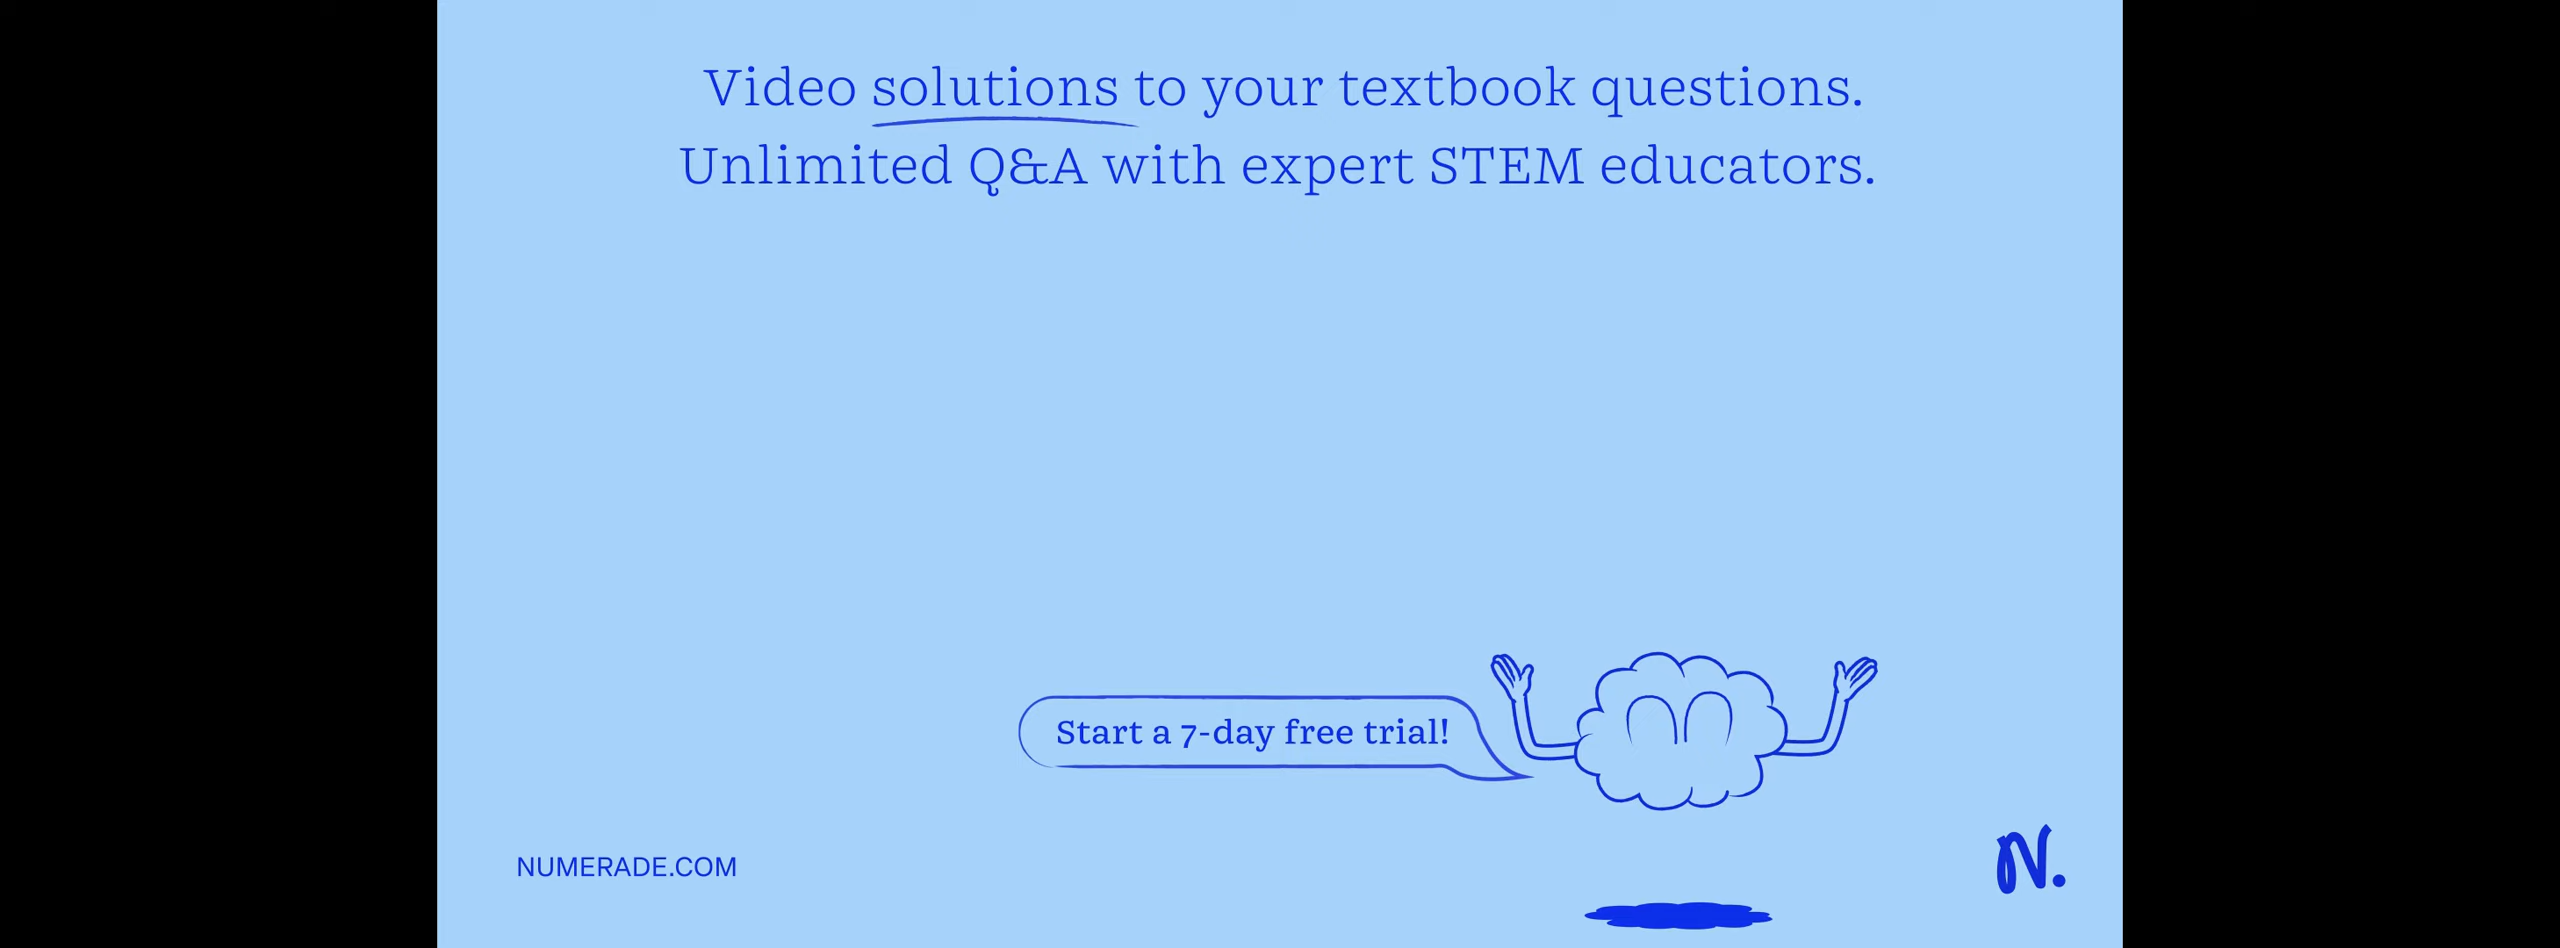 Video solutions to your textbook questions.
Unlimited Q&A with expert STEM educators.
Start a 7-day free trial!
NUMERADE.COM
N.